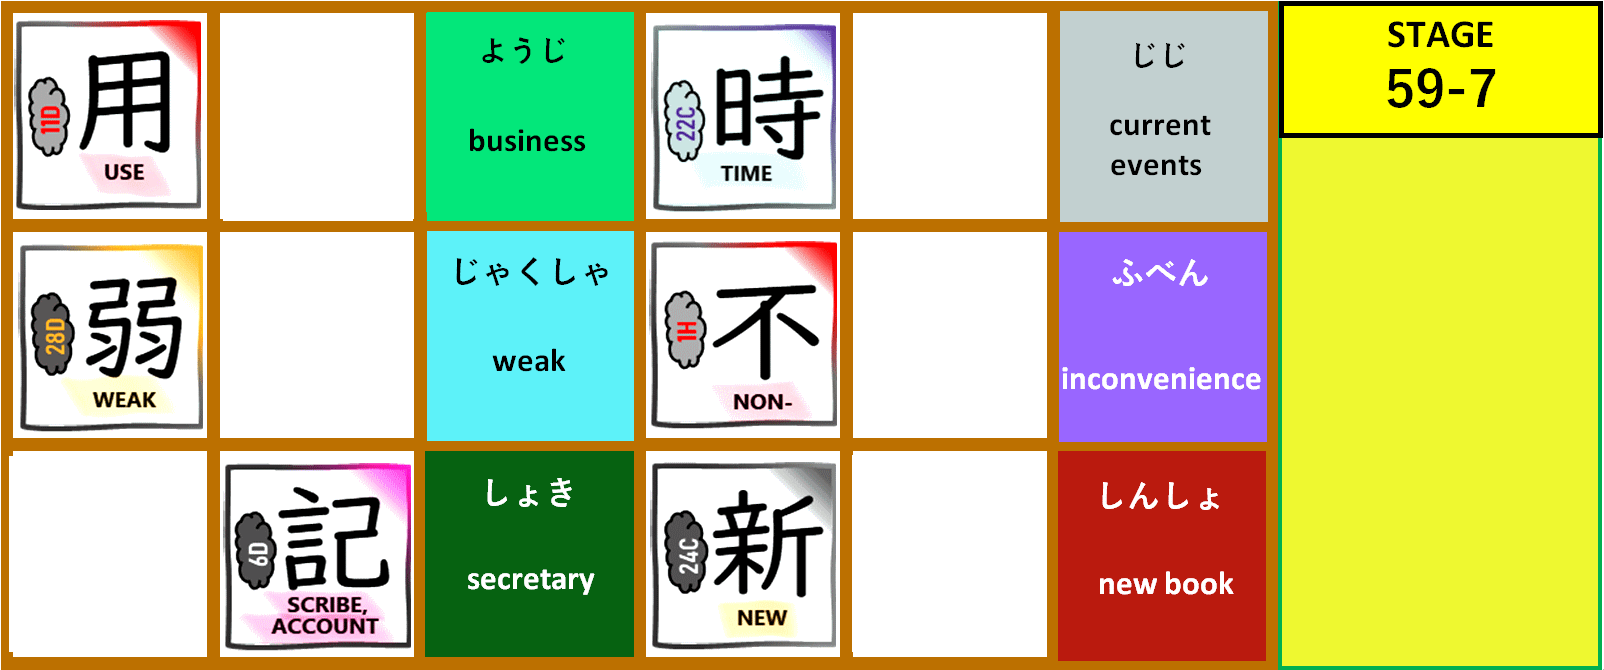 用
11D
USE
ようじ
business
時
22C
TIME
じじ
current
events
STAGE
59-7
弱
28D
WEAK
じゃくしゃ
weak
不
1H
NON-
ふべん
inconvenience
記
6D
SCRIBE,
ACCOUNT
しょき
secretary
新
24C
NEW
しんしょ
new book